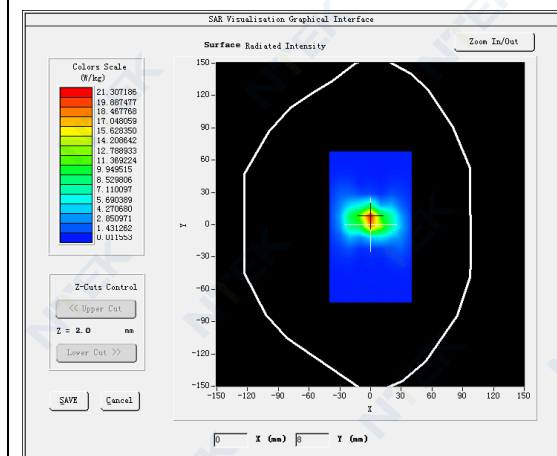 SAR Visualisation Graphical Interface
Surface Radiated Intensity
Zoom In/Out
Colors Scale
(W/kg)
21.307186
19.887477
18.467768
17.048059
15.628350
14.208642
12.788933
11.369224
9.949515
8.529806
7.110097
5.690389
4.270680
2.850971
1.431262
0.011553
Z-Cuts Control
<< Upper Cut
Z = 2.0 mm
Lower Cut >>
SAVE Cancel
150
120
90
60
30
0
-30
-60
-90
-120
-150
Y
-150 -120 -90 -60 -30 0 30 60 90 120 150
X
0 X (mm) 8 Y (mm)
NTEK